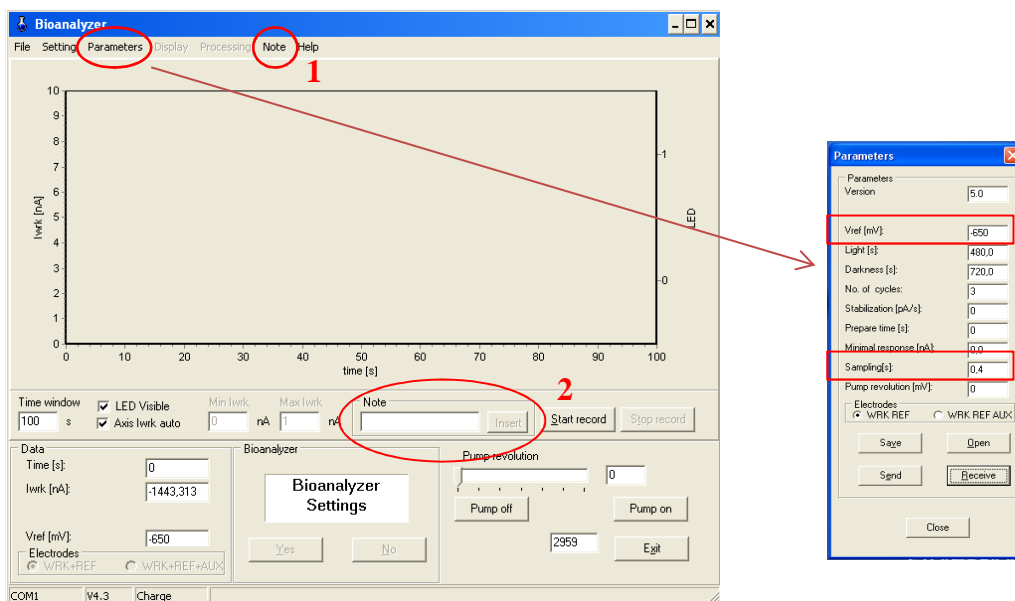 Bioanalyzer
File Setting Parameters Display Processing Note Help
1
10
9
8
7
6
5
4
3
2
1
0
Iwrk [nA]
1
0
LED
0 10 20 30 40 50 60 70 80 90 100
time [s]
Time window
100 s
LED Visible
Axis Iwrk auto
Min Iwrk
0 nA
Max Iwrk
1 nA
Note
Insert
2
Start record
Stop record
Data
Time [s]: 0
Iwrk [nA]: -1443,313
Vref [mV]: -650
Electrodes
WRK+REF WRK+REF+AUX
Bioanalyzer
Bioanalyzer
Settings
Yes No
Pump revolution
0
Pump off Pump on
2959 Exit
COM1 V4.3 Charge
Parameters
Parameters
Version 5.0
Vref [mV]: -650
Light [s]: 480,0
Darkness [s]: 720,0
No. of cycles: 3
Stabilization [pA/s]: 0
Prepare time [s]: 0
Minimal response [nA]: 0,0
Sampling[s]: 0,4
Pump revolution [mV]: 0
Electrodes
WRK REF WRK REF AUX
Save Open
Send Receive
Close